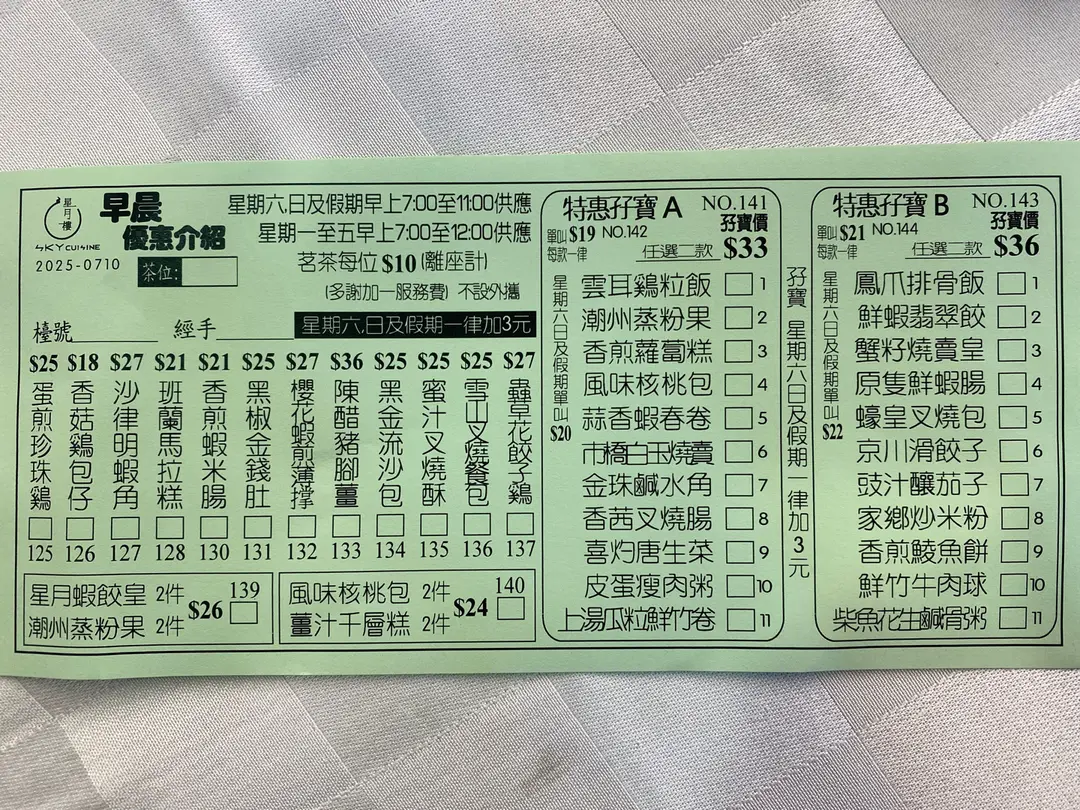 星月樓
SKY CUISINE
2025-0710
早晨
優惠介紹
茶位:
星期六,日及假期早上7:00至11:00供應
星期一至五早上7:00至12:00供應
茗茶每位 $10 (離座計)
(多謝加一服務費) 不設外攜
檯號
經手
星期六,日及假期一律加3元
$25 蛋煎珍珠鷄 125
$18 香菇鷄包仔 126
$27 沙律明蝦角 127
$21 班蘭馬拉糕 128
$21 香煎蝦米腸 130
$25 黑椒金錢肚 131
$27 櫻花蝦煎薄撐 132
$36 陳醋豬腳薑 133
$25 黑金流沙包 134
$25 蜜汁叉燒酥 135
$25 雪山叉燒餐包 136
$27 蟲草花餃子鷄 137
星月蝦餃皇 2件
潮州蒸粉果 2件
$26
139
風味核桃包 2件
薑汁千層糕 2件
$24
140
特惠孖寶 A NO.141
單叫 $19 NO.142
每款一律
任選二款
孖寶價
$33
星期六日及假期單叫 $20
雲耳鷄粒飯 1
潮州蒸粉果 2
香煎蘿蔔糕 3
風味核桃包 4
蒜香蝦春卷 5
市橋白玉燒賣 6
金珠鹹水角 7
香茜叉燒腸 8
喜灼唐生菜 9
皮蛋瘦肉粥 10
上湯瓜粒鮮竹卷 11
孖寶 星期六日及假期 一律加3元
特惠孖寶 B NO.143
單叫 $21 NO.144
每款一律
任選二款
孖寶價
$36
星期六日及假期單叫 $22
鳳爪排骨飯 1
鮮蝦翡翠餃 2
蟹籽燒賣皇 3
原隻鮮蝦腸 4
蠔皇叉燒包 5
京川滑餃子 6
豉汁釀茄子 7
家鄉炒米粉 8
香煎鯪魚餅 9
鮮竹牛肉球 10
柴魚花生鹹骨粥 11